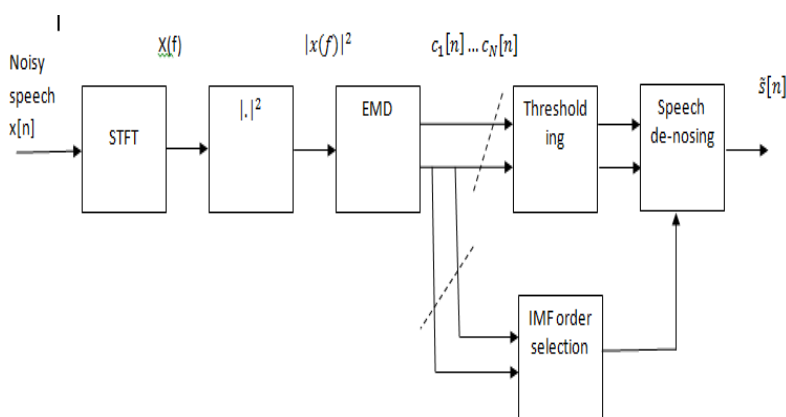 X(f)
|x(f)|²
c₁[n] … c_N[n]
Noisy
speech
x[n]
STFT
|.|²
EMD
Threshold
ing
Speech
de-nosing
s̃[n]
IMF order
selection